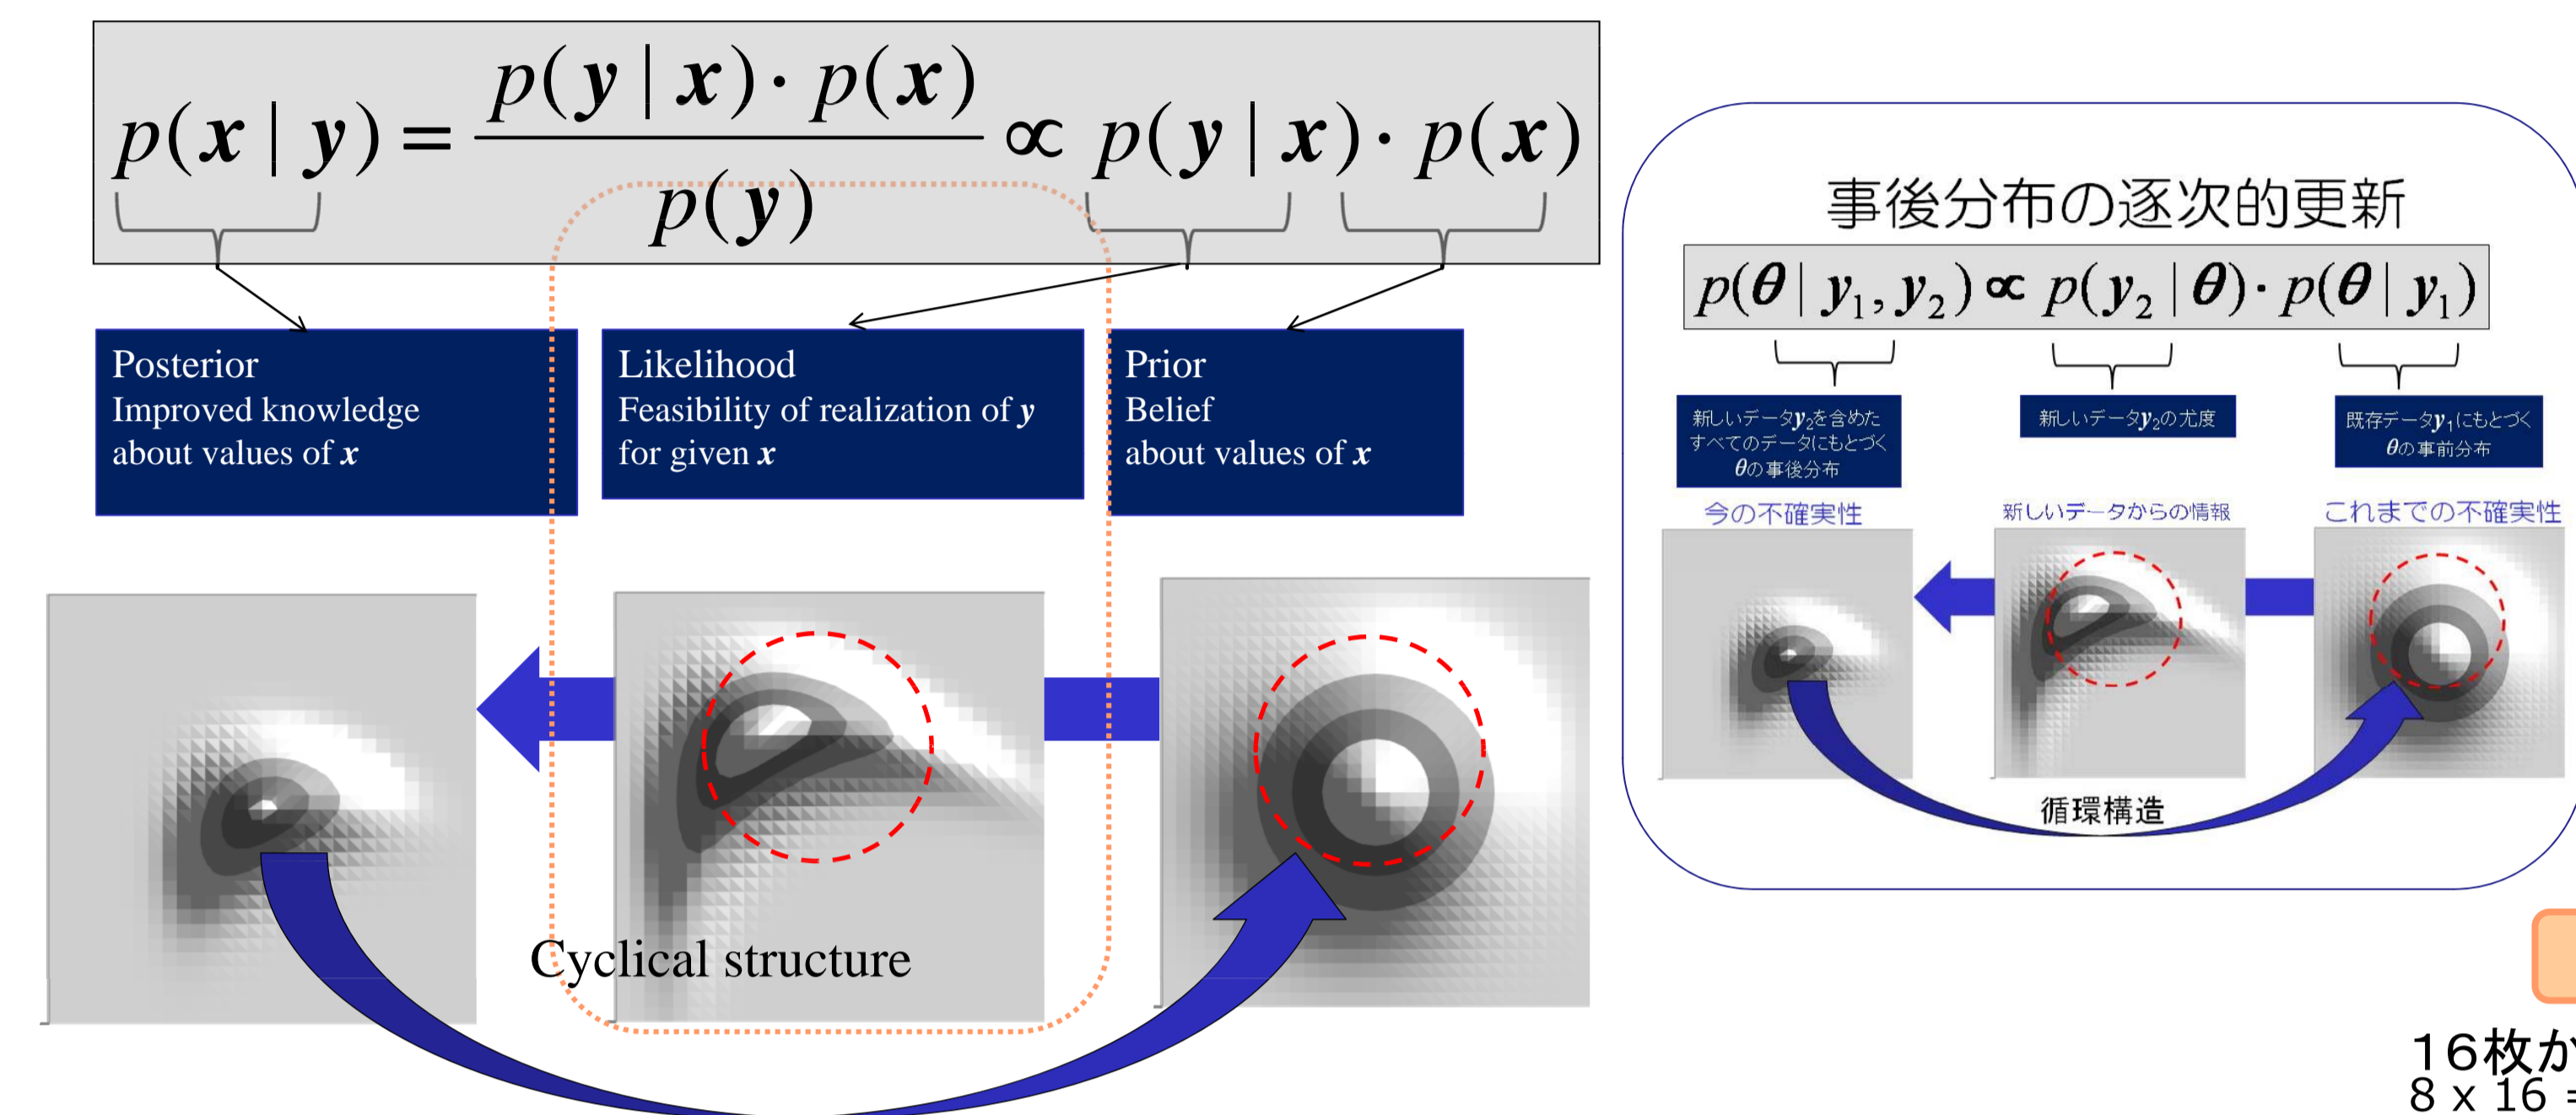 p(x | y) = p(y | x) · p(x) / p(y) ∝ p(y | x) · p(x)
Posterior
Improved knowledge
about values of x
Likelihood
Feasibility of realization of y
for given x
Prior
Belief
about values of x
Cyclical structure
事後分布の逐次的更新
p(θ | y₁, y₂) ∝ p(y₂ | θ) · p(θ | y₁)
新しいデータy₂を含めた
すべてのデータにもとづく
θの事後分布
新しいデータy₂の尤度
既存データy₁にもとづく
θの事前分布
今の不確実性
新しいデータからの情報
これまでの不確実性
循環構造
16枚か
8 x 16 =